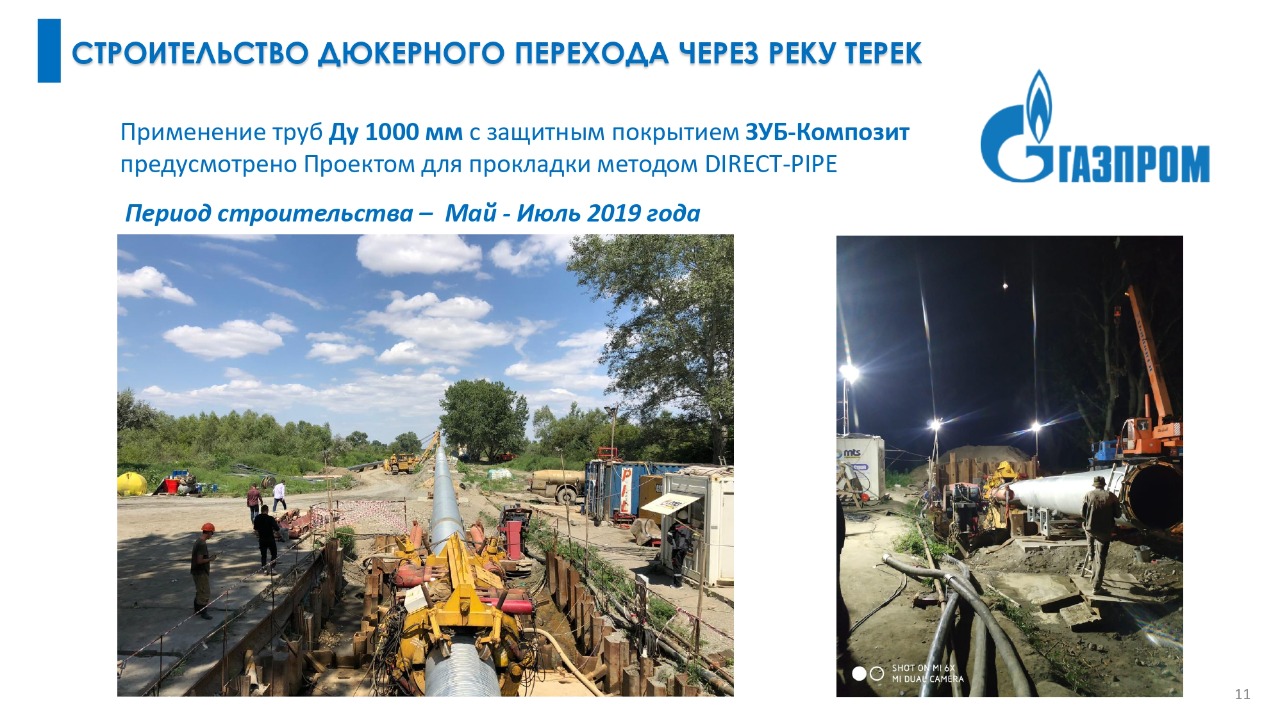 СТРОИТЕЛЬСТВО ДЮКЕРНОГО ПЕРЕХОДА ЧЕРЕЗ РЕКУ ТЕРЕК
ГАЗПРОМ
Применение труб Ду 1000 мм с защитным покрытием ЗУБ-Композит
предусмотрено Проектом для прокладки методом DIRECT-PIPE
Период строительства – Май - Июль 2019 года
mts
SHOT ON MI 6X
MI DUAL CAMERA
11